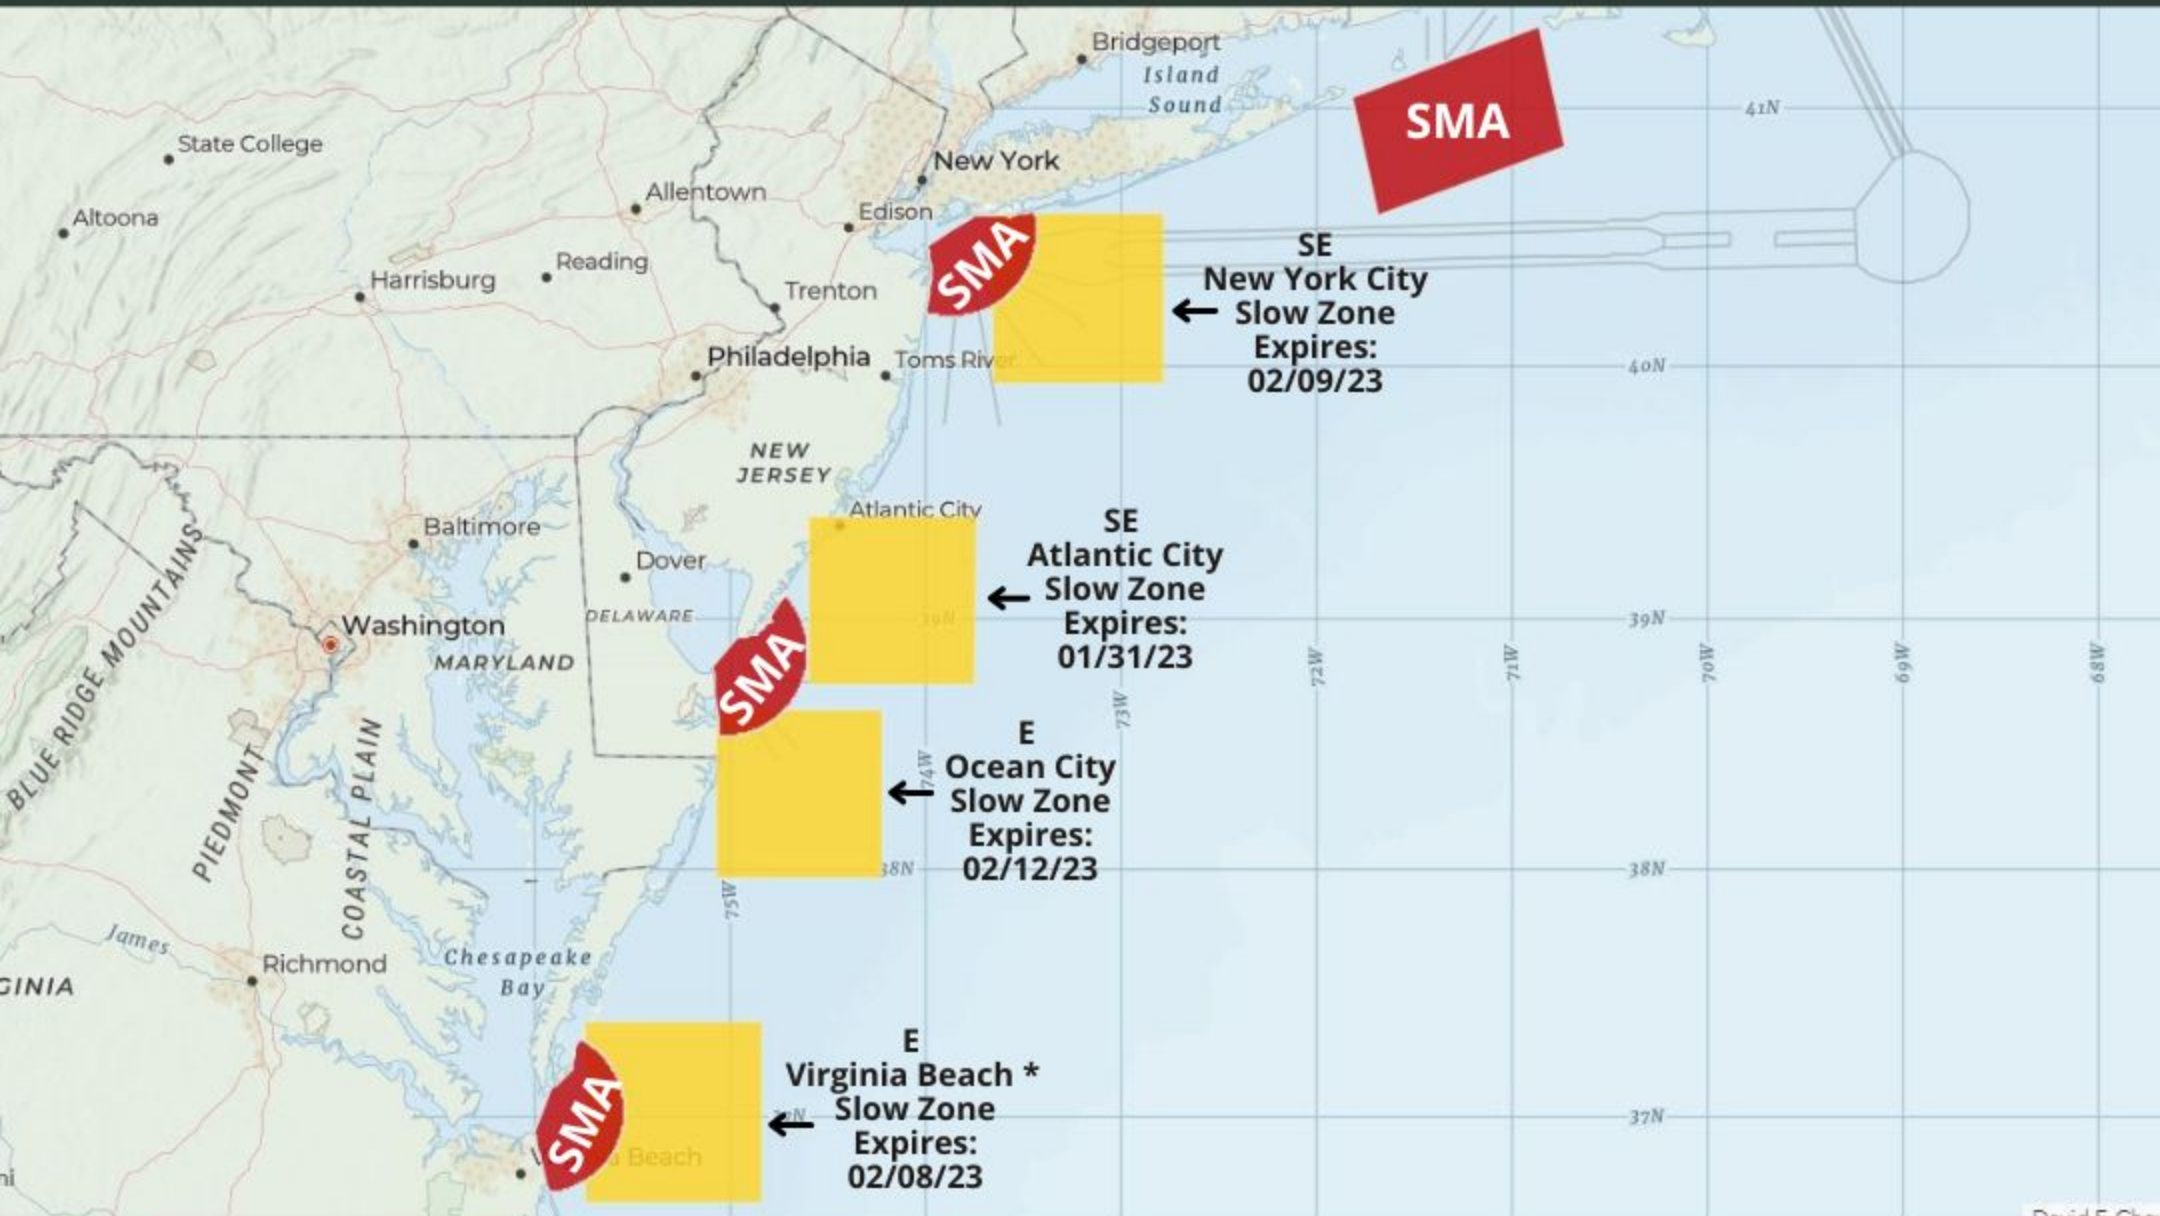 Bridgeport
Island
Sound
SMA
41N
State College
New York
Allentown
Altoona
Edison
SMA
SE
New York City
Slow Zone
Expires:
02/09/23
Reading
Harrisburg
Trenton
Philadelphia
Toms River
40N
NEW
JERSEY
Atlantic City
SE
Atlantic City
Slow Zone
Expires:
01/31/23
Baltimore
Dover
DELAWARE
39N
39N
Washington
MARYLAND
BLUE RIDGE MOUNTAINS
SMA
72W
71W
70W
69W
68W
73W
74W
E
Ocean City
Slow Zone
Expires:
02/12/23
PIEDMONT
COASTAL PLAIN
38N
38N
75W
James
Richmond
Chesapeake
Bay
GINIA
SMA
E
Virginia Beach *
Slow Zone
Expires:
02/08/23
37N
a Beach